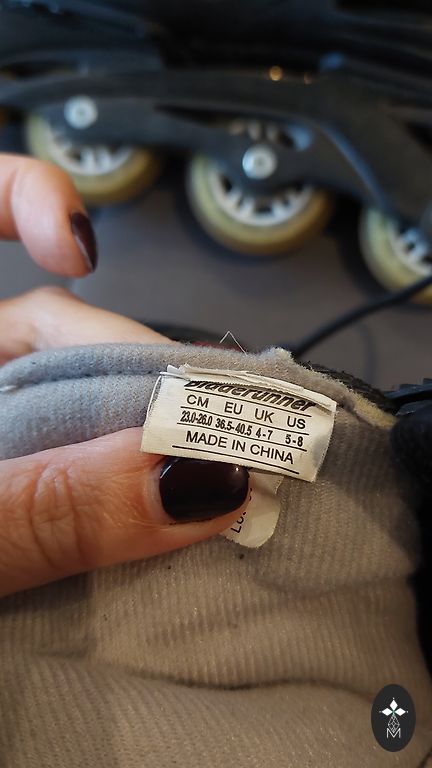 Bladerunner
CM EU UK US
23.0-26.0 36.5-40.5 4-7 5-8
MADE IN CHINA